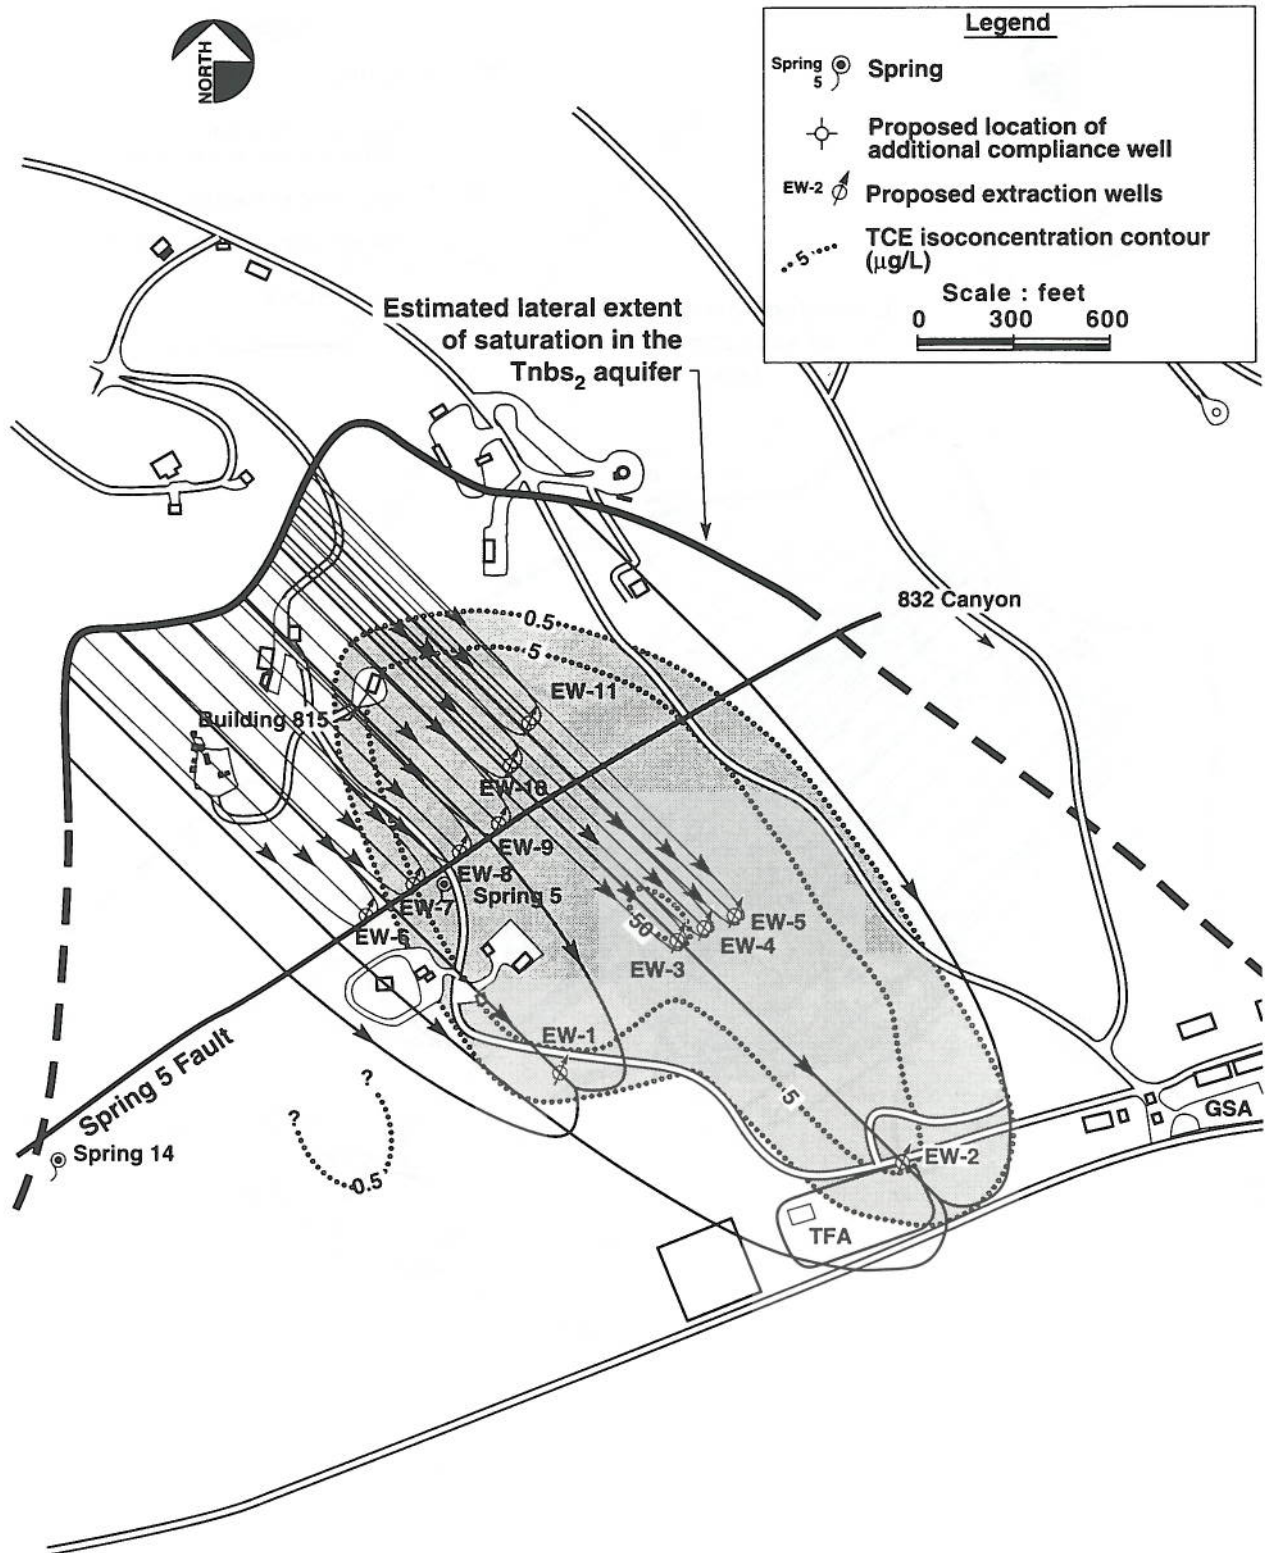 NORTH
Legend
Spring
5
Spring
Proposed location of
additional compliance well
EW-2
Proposed extraction wells
5
TCE isoconcentration contour
(µg/L)
Scale : feet
0 300 600
Estimated lateral extent
of saturation in the
Tnbs₂ aquifer
832 Canyon
0.5
5
EW-11
Building 815
EW-10
EW-9
EW-8
Spring 5
EW-7
EW-6
50
EW-5
EW-4
EW-3
EW-1
Spring 5 Fault
?
?
0.5
Spring 14
5
GSA
EW-2
TFA